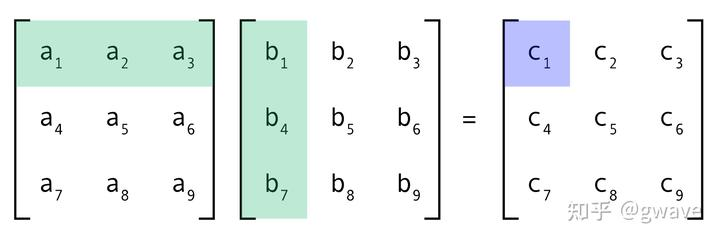 a₁ a₂ a₃ b₁ b₂ b₃ c₁ c₂ c₃
a₄ a₅ a₆ b₄ b₅ b₆ = c₄ c₅ c₆
a₇ a₈ a₉ b₇ b₈ b₉ c₇ c₈ c₉
知乎 @gwave